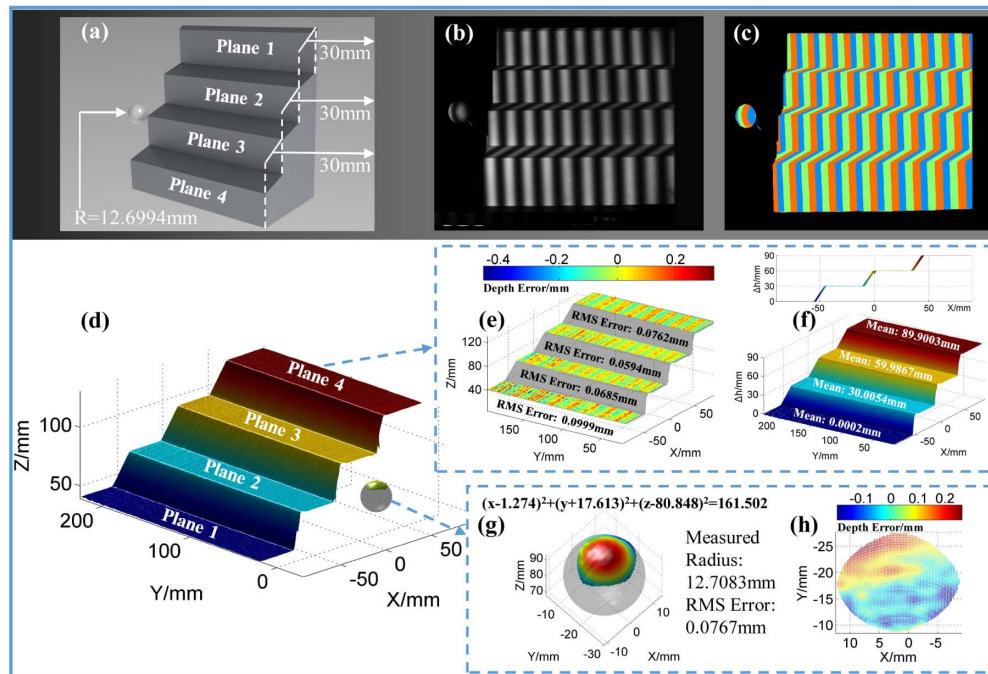 (a)
Plane 1
30mm
Plane 2
30mm
Plane 3
30mm
Plane 4
R=12.6994mm
(b)
(c)
(d)
Plane 4
Plane 3
Plane 2
Plane 1
Z/mm
100
50
200
100
0
Y/mm
-50
0
50
X/mm
-0.4
-0.2
0
0.2
Depth Error/mm
(e)
RMS Error: 0.0762mm
RMS Error: 0.0594mm
RMS Error: 0.0685mm
RMS Error: 0.0999mm
Z/mm
120
80
40
150
100
50
Y/mm
-50
0
50
X/mm
Δh/mm
90
60
30
0
-50
0
50
X/mm
(f)
Mean: 89.9003mm
Mean: 59.9867mm
Mean: 30.0054mm
Mean: 0.0002mm
Δh/mm
90
60
30
0
200
150
100
50
Y/mm
-50
0
50
X/mm
(x-1.274)²+(y+17.613)²+(z-80.848)²=161.502
(g)
Z/mm
90
80
70
-10
-20
-30
Y/mm
-10
0
10
X/mm
Measured
Radius:
12.7083mm
RMS Error:
0.0767mm
-0.1
0
0.1
0.2
Depth Error/mm
(h)
Y/mm
-25
-20
-15
-10
10
5
0
-5
X/mm